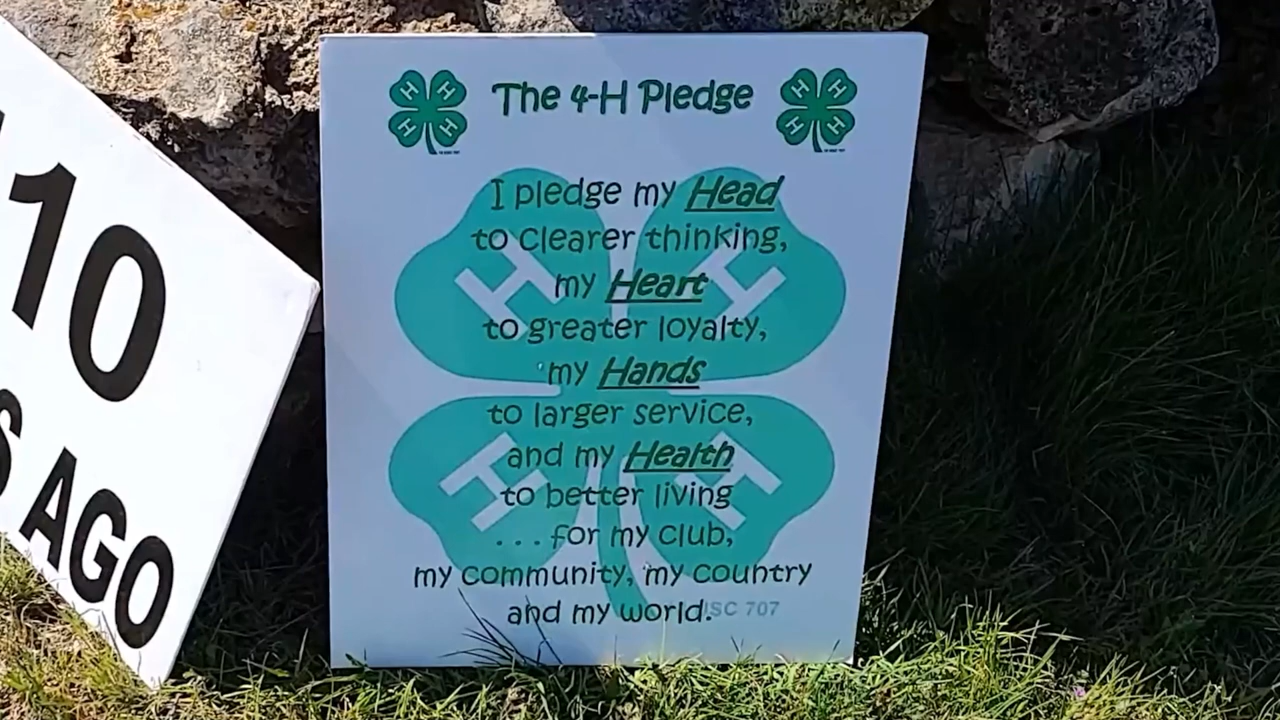 The 4-H Pledge
I pledge my Head
to clearer thinking,
my Heart
to greater loyalty,
my Hands
to larger service,
and my Health
to better living
. . . for my club,
my community, my country
and my world.
USC 707
10
AGO
H H H H
H H H H
H H
H H